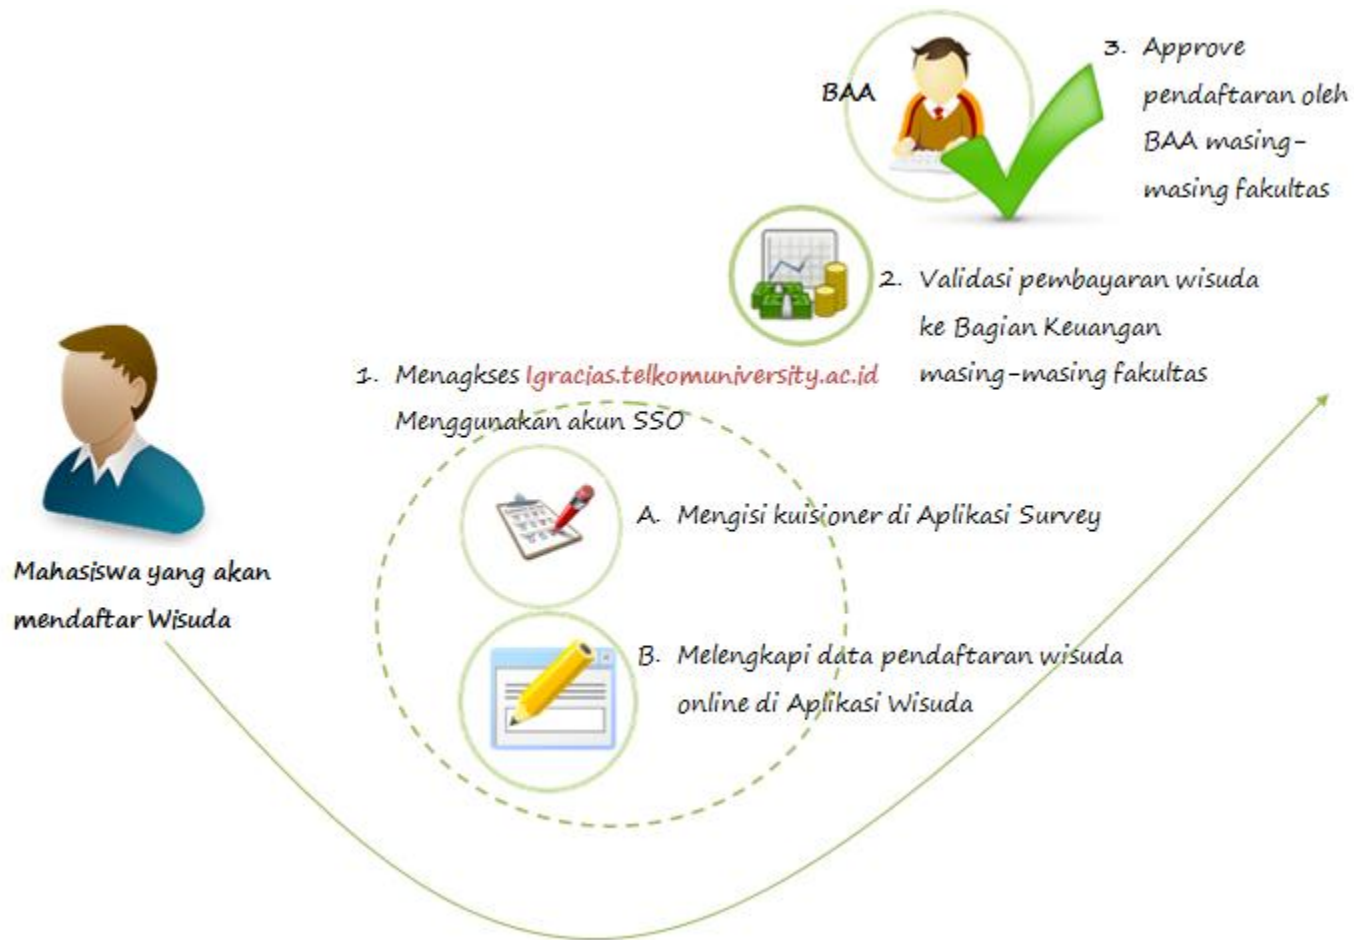 Mahasiswa yang akan
mendaftar Wisuda
1. Menagkses Igracias.telkomuniversity.ac.id
Menggunakan akun SSO
A. Mengisi kuisioner di Aplikasi Survey
B. Melengkapi data pendaftaran wisuda
online di Aplikasi Wisuda
2. Validasi pembayaran wisuda
ke Bagian Keuangan
masing-masing fakultas
BAA
3. Approve
pendaftaran oleh
BAA masing-
masing fakultas